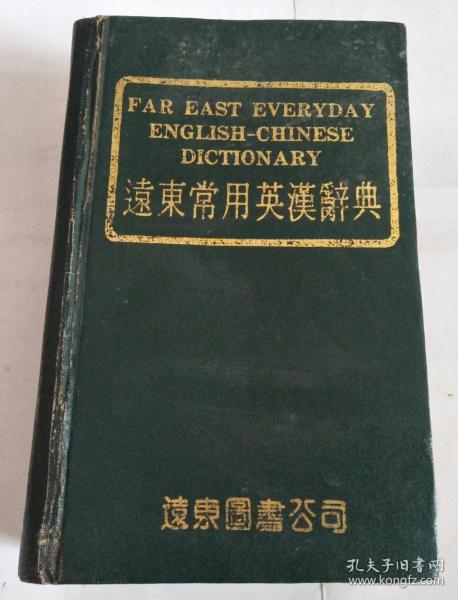 FAR EAST EVERYDAY
ENGLISH-CHINESE
DICTIONARY
遠東常用英漢辭典
遠東圖書公司
孔夫子旧书网
www.kongfz.com